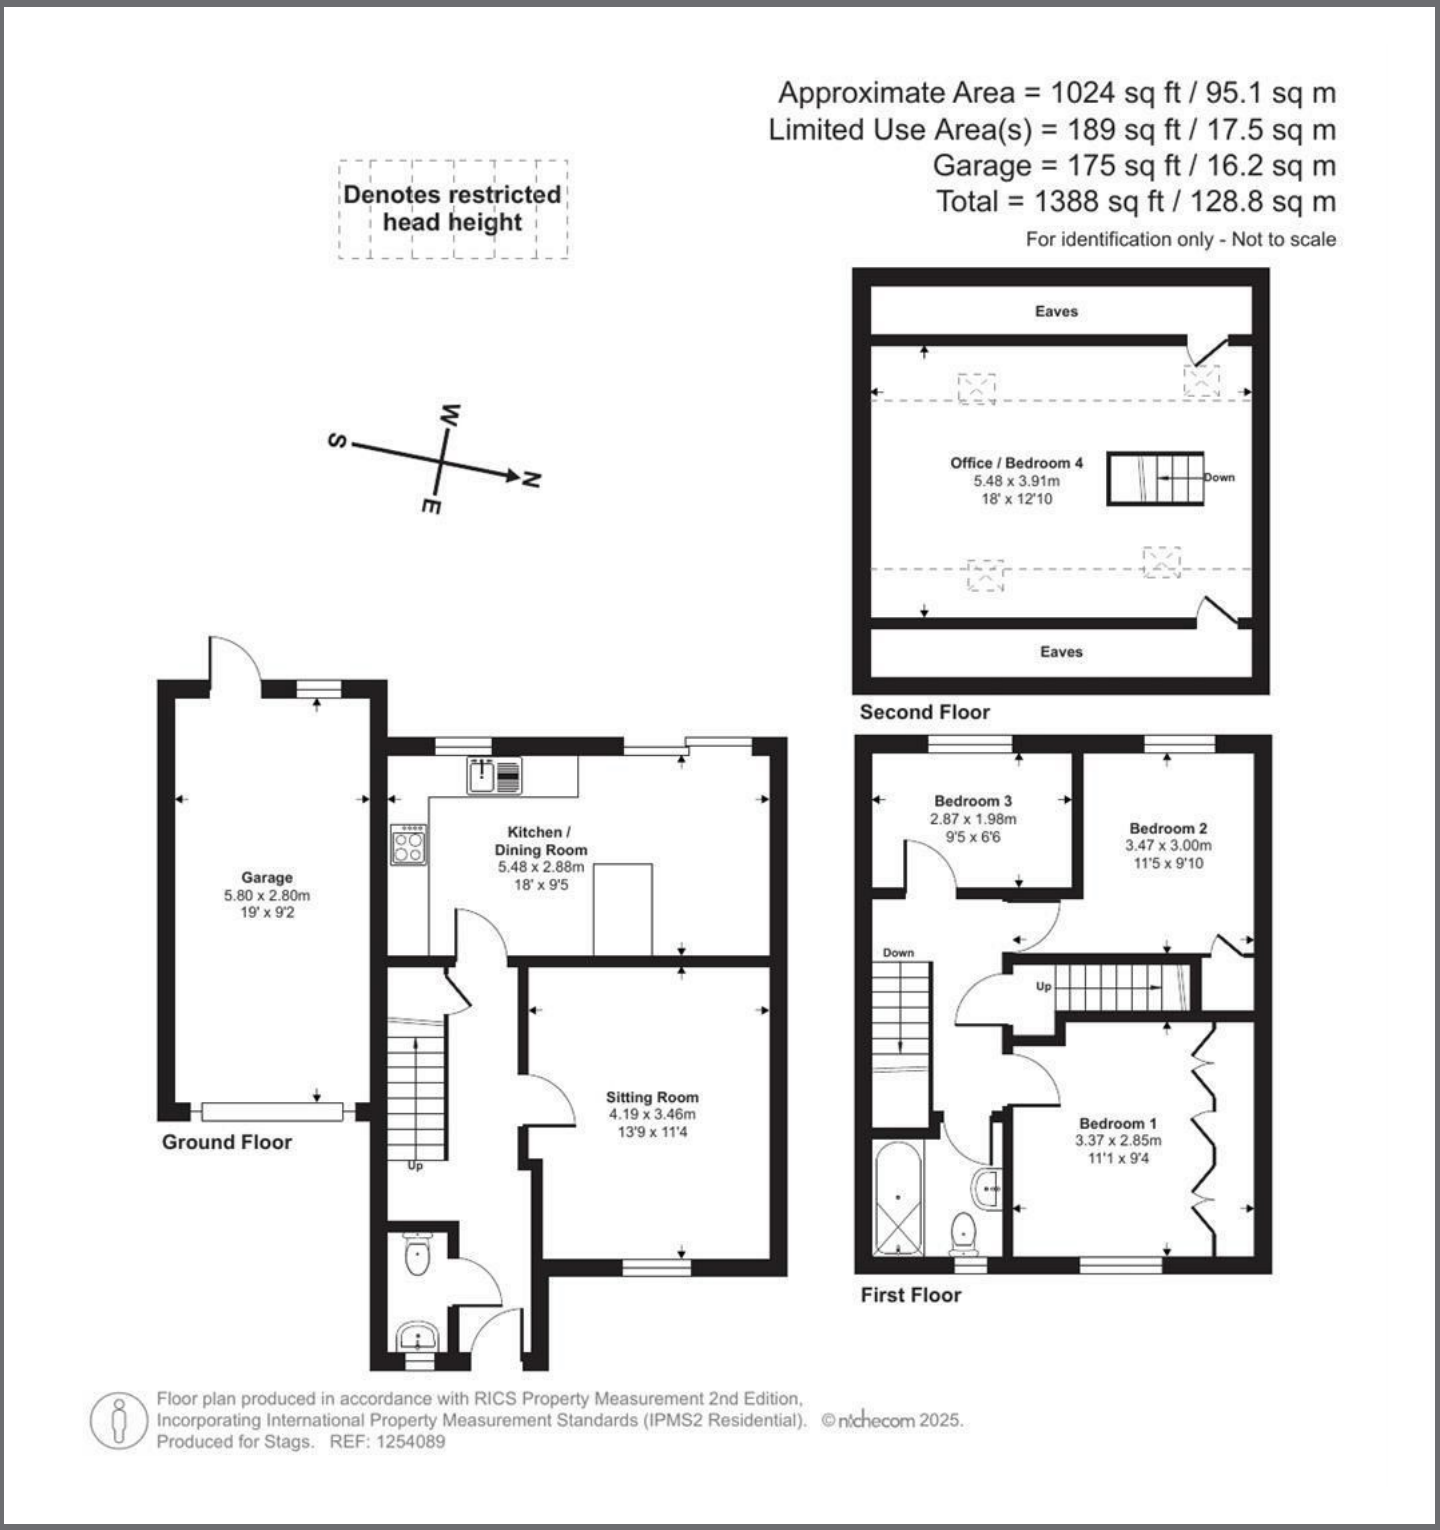 Approximate Area = 1024 sq ft / 95.1 sq m
Limited Use Area(s) = 189 sq ft / 17.5 sq m
Garage = 175 sq ft / 16.2 sq m
Total = 1388 sq ft / 128.8 sq m
For identification only - Not to scale
Denotes restricted
head height
W
S
N
E
Eaves
Office / Bedroom 4
5.48 x 3.91m
18' x 12'10
Down
Eaves
Second Floor
Garage
5.80 x 2.80m
19' x 9'2
Kitchen /
Dining Room
5.48 x 2.88m
18' x 9'5
Sitting Room
4.19 x 3.46m
13'9 x 11'4
Up
Ground Floor
Bedroom 3
2.87 x 1.98m
9'5 x 6'6
Bedroom 2
3.47 x 3.00m
11'5 x 9'10
Down
Up
Bedroom 1
3.37 x 2.85m
11'1 x 9'4
First Floor
Floor plan produced in accordance with RICS Property Measurement 2nd Edition,
Incorporating International Property Measurement Standards (IPMS2 Residential). © nichecom 2025.
Produced for Stags. REF: 1254089